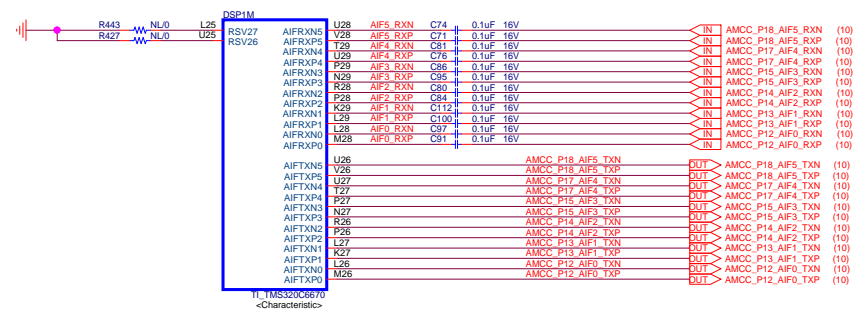 DSP1M
R443 NL/0 L25 RSV27
R427 NL/0 U25 RSV26
AIFRXN5 U28 AIF5_RXN C74 0.1uF 16V IN AMCC_P18_AIF5_RXN (10)
AIFRXP5 V28 AIF5_RXP C71 0.1uF 16V IN AMCC_P18_AIF5_RXP (10)
AIFRXN4 T29 AIF4_RXN C81 0.1uF 16V IN AMCC_P17_AIF4_RXN (10)
AIFRXP4 U29 AIF4_RXP C76 0.1uF 16V IN AMCC_P17_AIF4_RXP (10)
AIFRXN3 P29 AIF3_RXN C86 0.1uF 16V IN AMCC_P15_AIF3_RXN (10)
AIFRXP3 N29 AIF3_RXP C95 0.1uF 16V IN AMCC_P15_AIF3_RXP (10)
AIFRXN2 R28 AIF2_RXN C80 0.1uF 16V IN AMCC_P14_AIF2_RXN (10)
AIFRXP2 P28 AIF2_RXP C84 0.1uF 16V IN AMCC_P14_AIF2_RXP (10)
AIFRXN1 K29 AIF1_RXN C112 0.1uF 16V IN AMCC_P13_AIF1_RXN (10)
AIFRXP1 L29 AIF1_RXP C100 0.1uF 16V IN AMCC_P13_AIF1_RXP (10)
AIFRXN0 L28 AIF0_RXN C97 0.1uF 16V IN AMCC_P12_AIF0_RXN (10)
AIFRXP0 M28 AIF0_RXP C91 0.1uF 16V IN AMCC_P12_AIF0_RXP (10)
AIFTXN5 U26 AMCC_P18_AIF5_TXN OUT AMCC_P18_AIF5_TXN (10)
AIFTXP5 V26 AMCC_P18_AIF5_TXP OUT AMCC_P18_AIF5_TXP (10)
AIFTXN4 U27 AMCC_P17_AIF4_TXN OUT AMCC_P17_AIF4_TXN (10)
AIFTXP4 T27 AMCC_P17_AIF4_TXP OUT AMCC_P17_AIF4_TXP (10)
AIFTXN3 P27 AMCC_P15_AIF3_TXN OUT AMCC_P15_AIF3_TXN (10)
AIFTXP3 N27 AMCC_P15_AIF3_TXP OUT AMCC_P15_AIF3_TXP (10)
AIFTXN2 R26 AMCC_P14_AIF2_TXN OUT AMCC_P14_AIF2_TXN (10)
AIFTXP2 P26 AMCC_P14_AIF2_TXP OUT AMCC_P14_AIF2_TXP (10)
AIFTXN1 L27 AMCC_P13_AIF1_TXN OUT AMCC_P13_AIF1_TXN (10)
AIFTXP1 K27 AMCC_P13_AIF1_TXP OUT AMCC_P13_AIF1_TXP (10)
AIFTXN0 L26 AMCC_P12_AIF0_TXN OUT AMCC_P12_AIF0_TXN (10)
AIFTXP0 M26 AMCC_P12_AIF0_TXP OUT AMCC_P12_AIF0_TXP (10)
TI_TMS320C6670
<Characteristic>